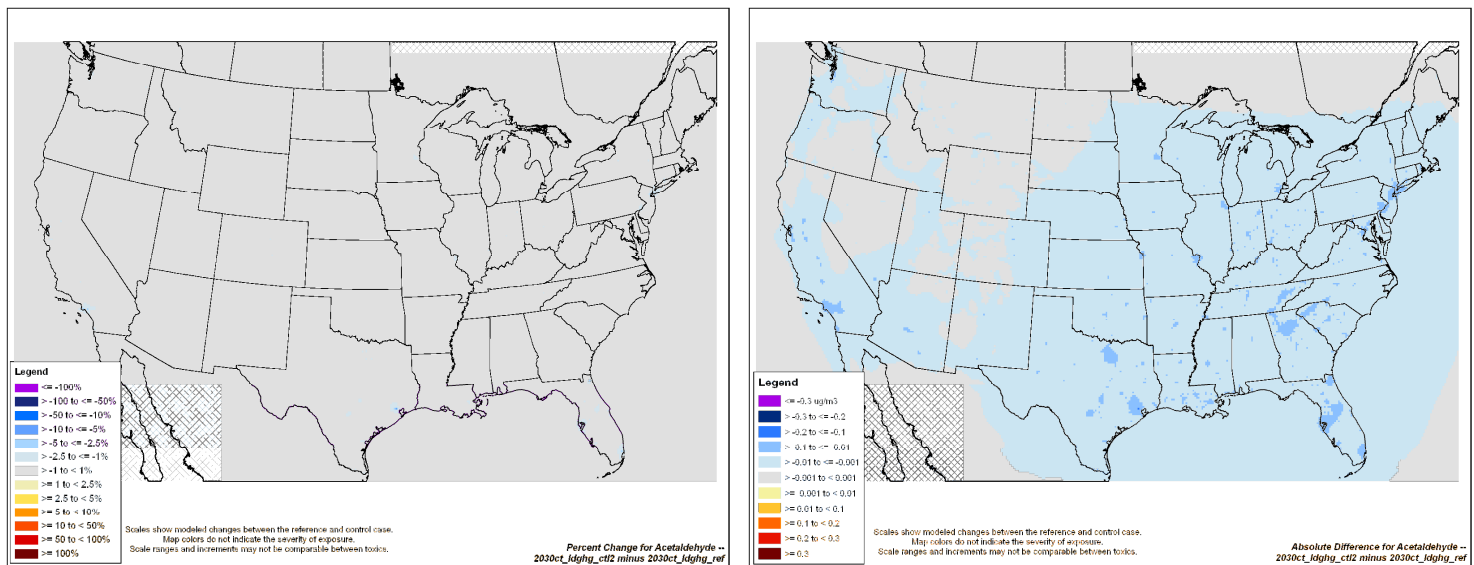 Legend
<= -100%
> -100 to <= -50%
> -50 to <= -10%
> -10 to <= -5%
> -5 to <= -2.5%
> -2.5 to <= -1%
> -1 to < 1%
>= 1 to < 2.5%
>= 2.5 to < 5%
>= 5 to < 10%
>= 10 to < 50%
>= 50 to < 100%
>= 100%
Scales show modeled changes between the reference and control case.
Map colors do not indicate the severity of exposure.
Scale ranges and increments may not be comparable between toxics.
Percent Change for Acetaldehyde --
2030ct_ldghg_ctl2 minus 2030ct_ldghg_ref
Legend
<= -0.3 ug/m3
> -0.3 to <= -0.2
> -0.2 to <= -0.1
> -0.1 to <= -0.01
> -0.01 to <= -0.001
> -0.001 to < 0.001
>= 0.001 to < 0.01
>= 0.01 to < 0.1
>= 0.1 to < 0.2
>= 0.2 to < 0.3
>= 0.3
Scales show modeled changes between the reference and control case.
Map colors do not indicate the severity of exposure.
Scale ranges and increments may not be comparable between toxics.
Absolute Difference for Acetaldehyde --
2030ct_ldghg_ctl2 minus 2030ct_ldghg_ref